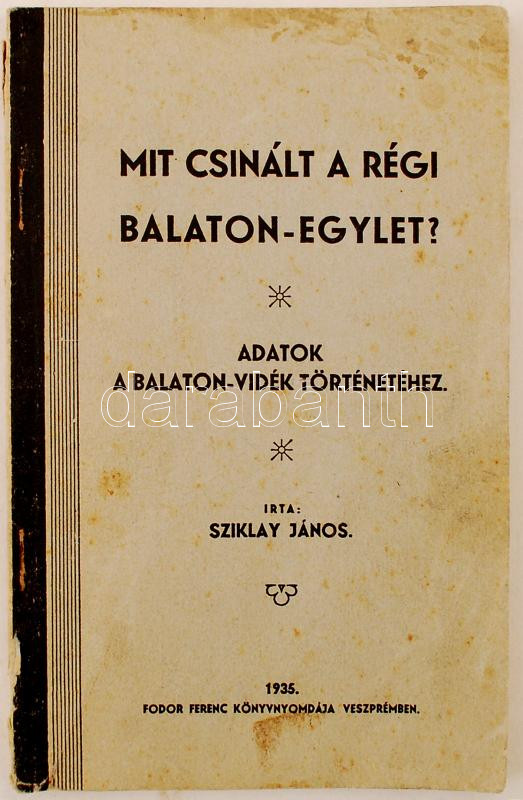 MIT CSINÁLT A RÉGI
BALATON-EGYLET?
ADATOK
A BALATON-VIDÉK TÖRTÉNETÉHEZ.
darabanth
IRTA:
SZIKLAY JÁNOS.
1935.
FODOR FERENC KÖNYVNYOMDÁJA VESZPRÉMBEN.